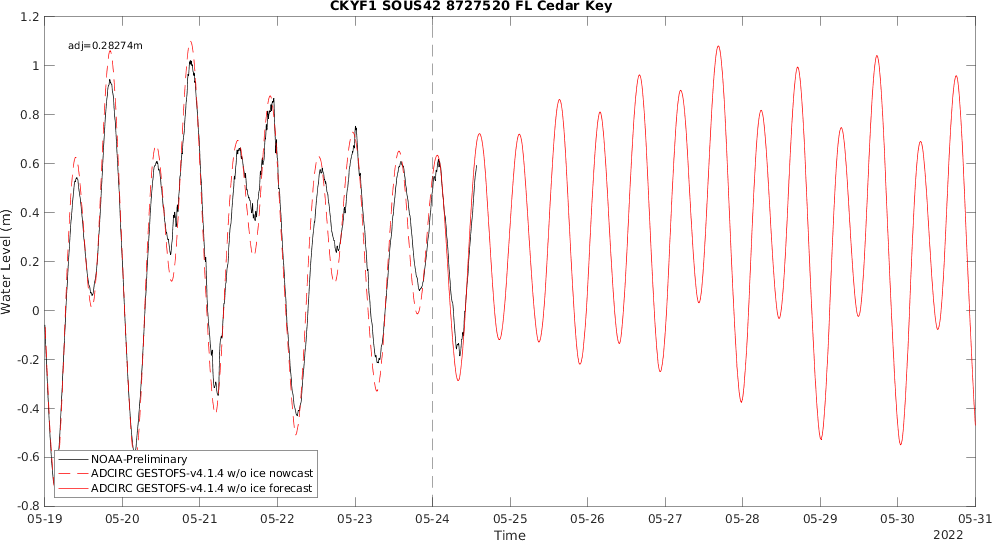 CKYF1 SOUS42 8727520 FL Cedar Key
adj=0.28274m
Water Level (m)
1.2
1
0.8
0.6
0.4
0.2
0
-0.2
-0.4
-0.6
-0.8
NOAA-Preliminary
ADCIRC GESTOFS-v4.1.4 w/o ice nowcast
ADCIRC GESTOFS-v4.1.4 w/o ice forecast
05-19 05-20 05-21 05-22 05-23 05-24 05-25 05-26 05-27 05-28 05-29 05-30 05-31
Time
2022